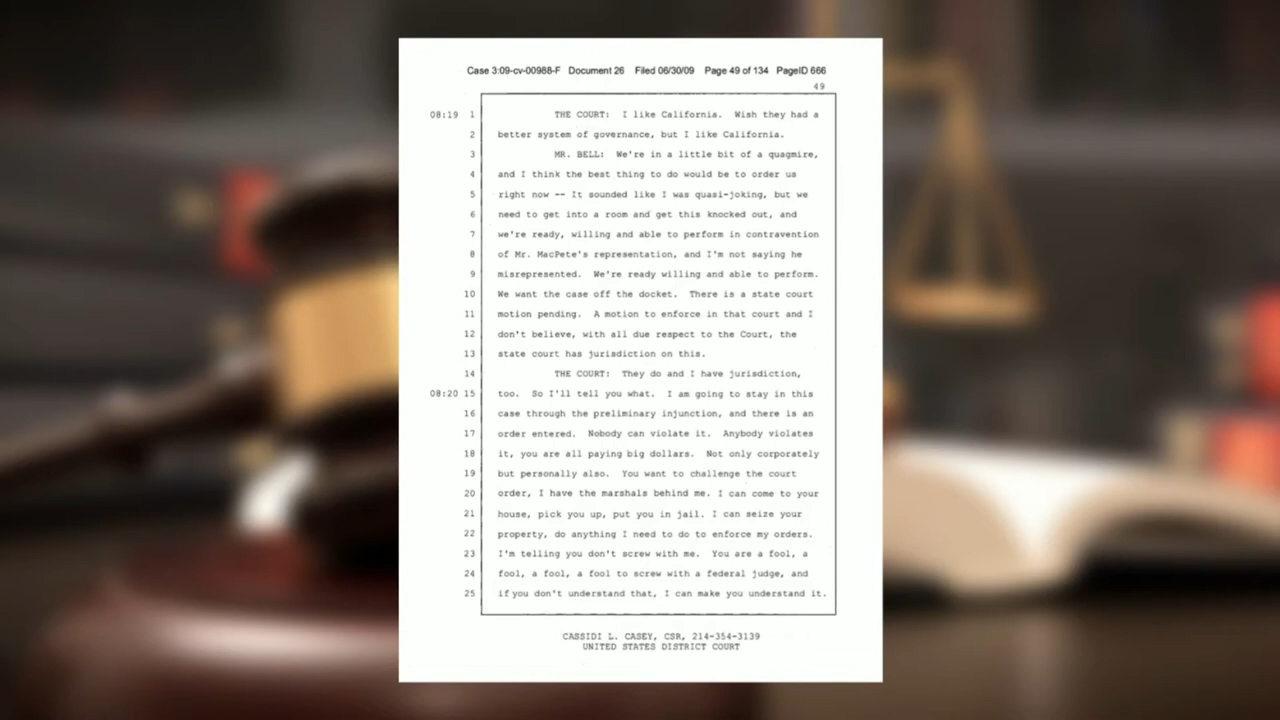 Case 3:09-cv-00988-F Document 26 Filed 06/30/09 Page 49 of 134 PageID 666
49
08:19 1 THE COURT: I like California. Wish they had a
2 better system of governance, but I like California.
3 MR. BELL: We're in a little bit of a quagmire,
4 and I think the best thing to do would be to order us
5 right now -- It sounded like I was quasi-joking, but we
6 need to get into a room and get this knocked out, and
7 we're ready, willing and able to perform in contravention
8 of Mr. MacPete's representation, and I'm not saying he
9 misrepresented. We're ready willing and able to perform.
10 We want the case off the docket. There is a state court
11 motion pending. A motion to enforce in that court and I
12 don't believe, with all due respect to the Court, the
13 state court has jurisdiction on this.
14 THE COURT: They do and I have jurisdiction,
08:20 15 too. So I'll tell you what. I am going to stay in this
16 case through the preliminary injunction, and there is an
17 order entered. Nobody can violate it. Anybody violates
18 it, you are all paying big dollars. Not only corporately
19 but personally also. You want to challenge the court
20 order, I have the marshals behind me. I can come to your
21 house, pick you up, put you in jail. I can seize your
22 property, do anything I need to do to enforce my orders.
23 I'm telling you don't screw with me. You are a fool, a
24 fool, a fool, a fool to screw with a federal judge, and
25 if you don't understand that, I can make you understand it.
CASSIDI L. CASEY, CSR, 214-354-3139
UNITED STATES DISTRICT COURT